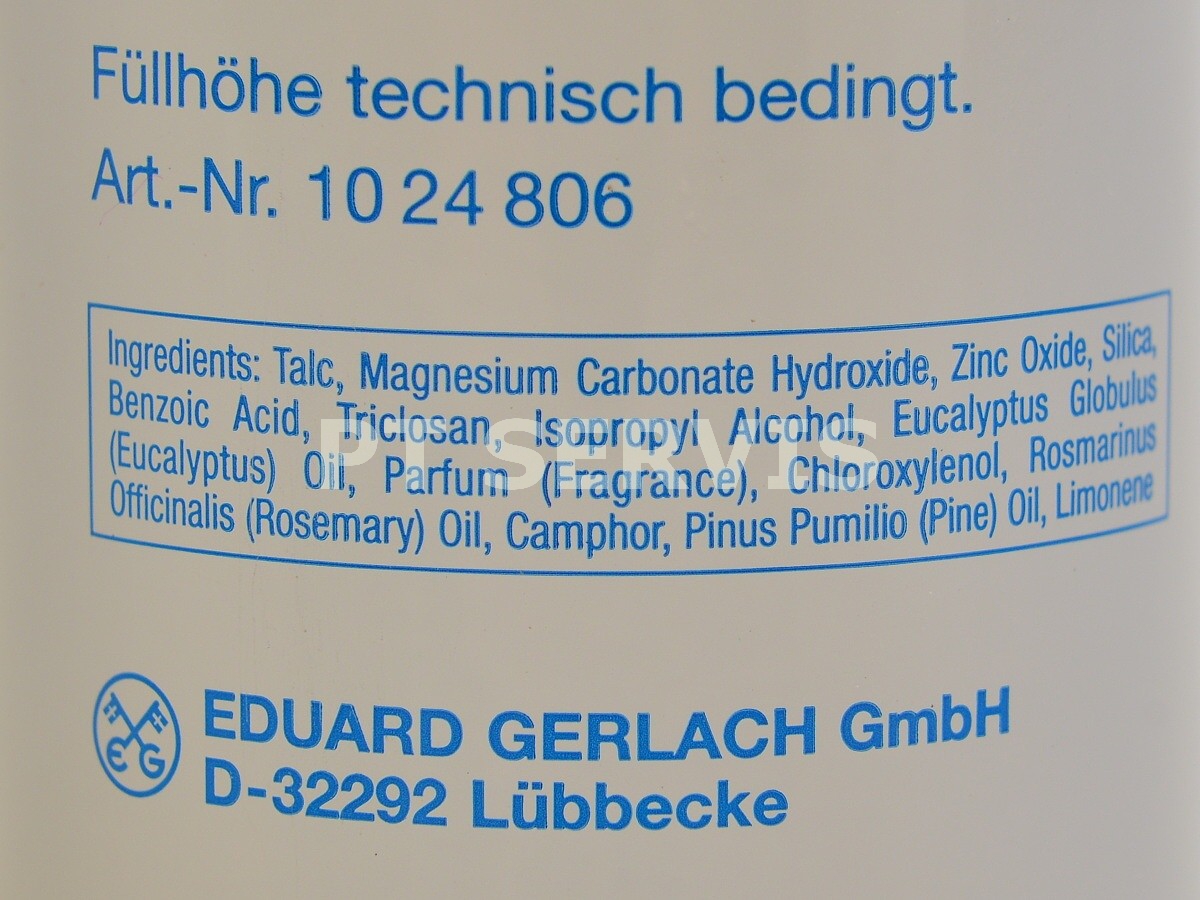 Füllhöhe technisch bedingt.
Art.-Nr. 10 24 806
Ingredients: Talc, Magnesium Carbonate Hydroxide, Zinc Oxide, Silica,
Benzoic Acid, Triclosan, Isopropyl Alcohol, Eucalyptus Globulus
(Eucalyptus) Oil, Parfum (Fragrance), Chloroxylenol, Rosmarinus
Officinalis (Rosemary) Oil, Camphor, Pinus Pumilio (Pine) Oil, Limonene
PI SERVIS
EG
EDUARD GERLACH GmbH
D-32292 Lübbecke